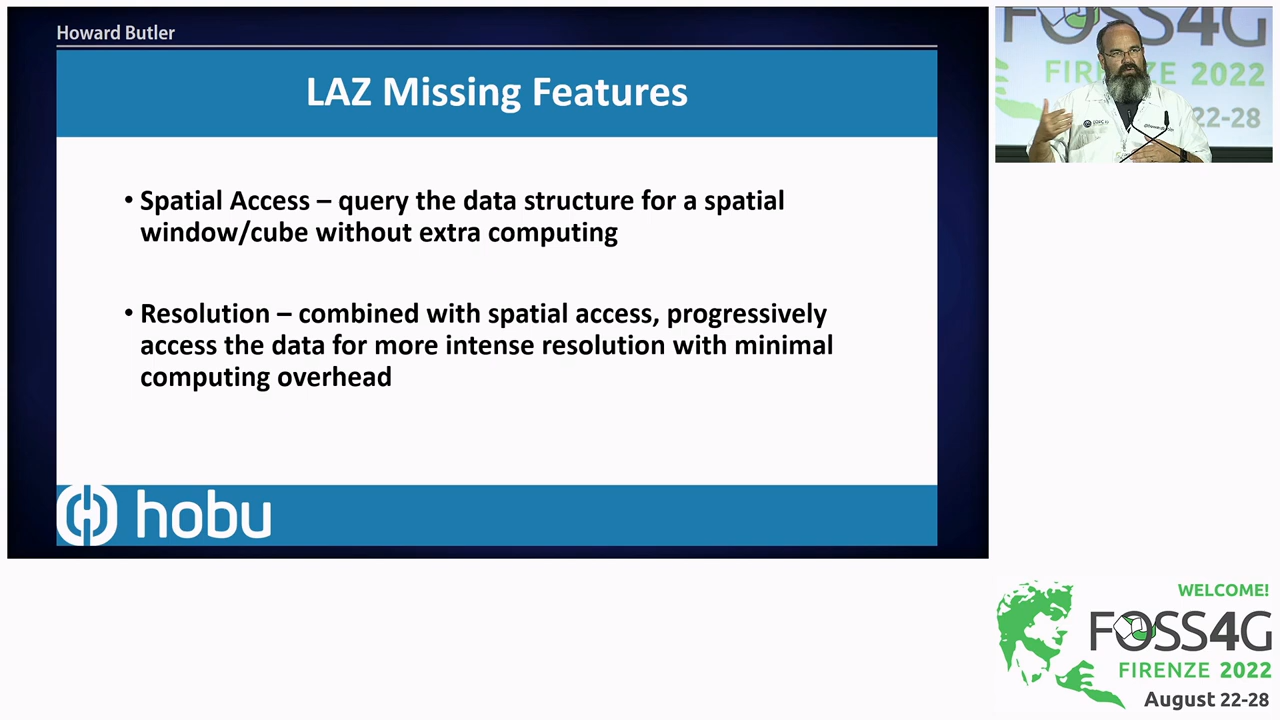 Howard Butler
LAZ Missing Features
• Spatial Access – query the data structure for a spatial
window/cube without extra computing
• Resolution – combined with spatial access, progressively
access the data for more intense resolution with minimal
computing overhead
hobu
FOSS4G
FIRENZE 2022
22-28
WELCOME!
FOSS4G
FIRENZE 2022
August 22-28